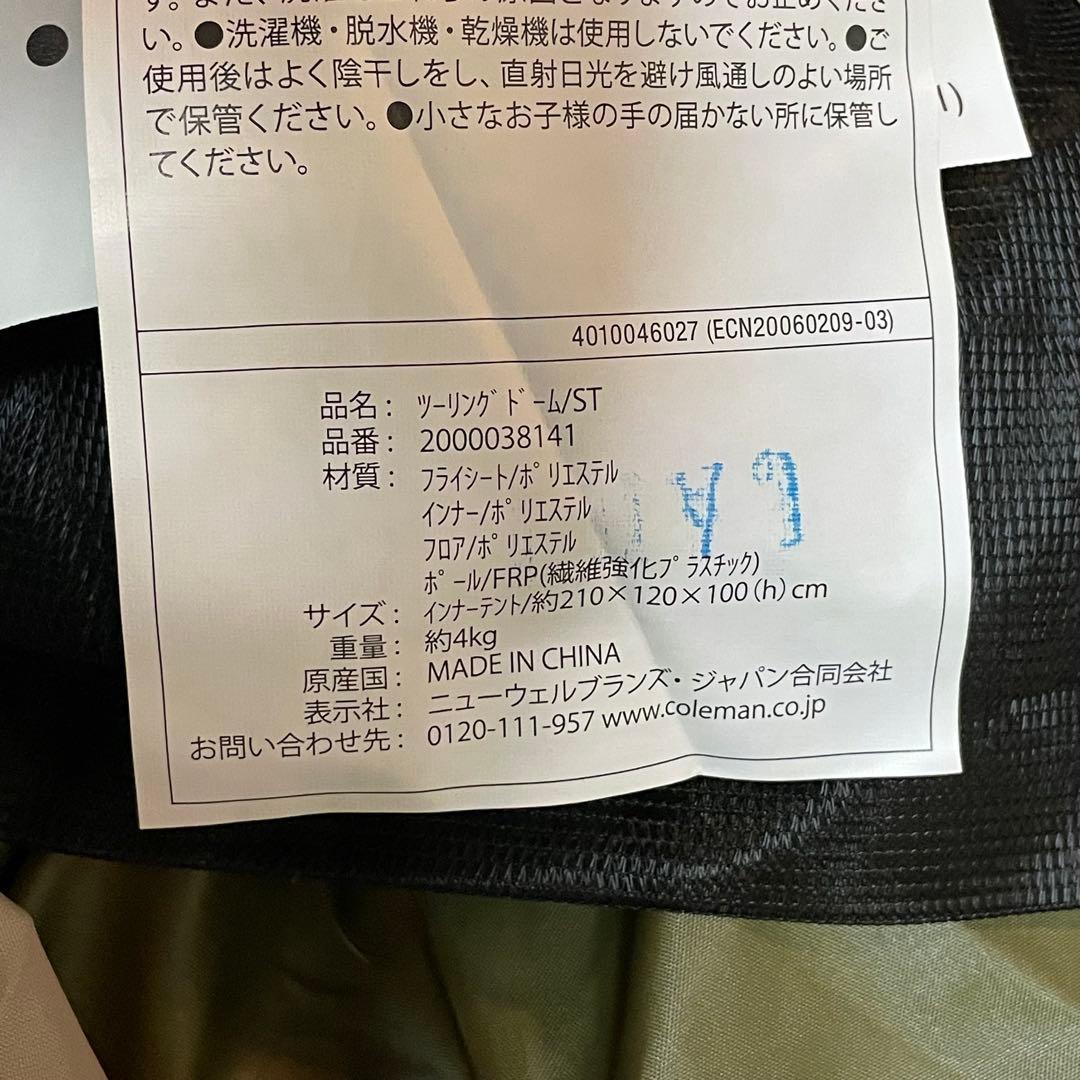 い。●洗濯機・脱水機・乾燥機は使用しないでください。●ご
使用後はよく陰干しをし、直射日光を避け風通しのよい場所
で保管ください。●小さなお子様の手の届かない所に保管し
てください。
い)
4010046027 (ECN20060209-03)
品名： ﾂｰﾘﾝｸﾞﾄﾞｰﾑ/ST
品番： 2000038141
材質： ﾌﾗｲｼｰﾄ/ﾎﾟﾘｴｽﾃﾙ
ｲﾝﾅｰ/ﾎﾟﾘｴｽﾃﾙ
ﾌﾛｱ/ﾎﾟﾘｴｽﾃﾙ
ﾎﾟｰﾙ/FRP(繊維強化ﾌﾟﾗｽﾁｯｸ)
サイズ： ｲﾝﾅｰﾃﾝﾄ/約210×120×100(h)cm
重量： 約4kg
原産国： MADE IN CHINA
表示社： ニューウェルブランズ・ジャパン合同会社
お問い合わせ先： 0120-111-957 www.coleman.co.jp